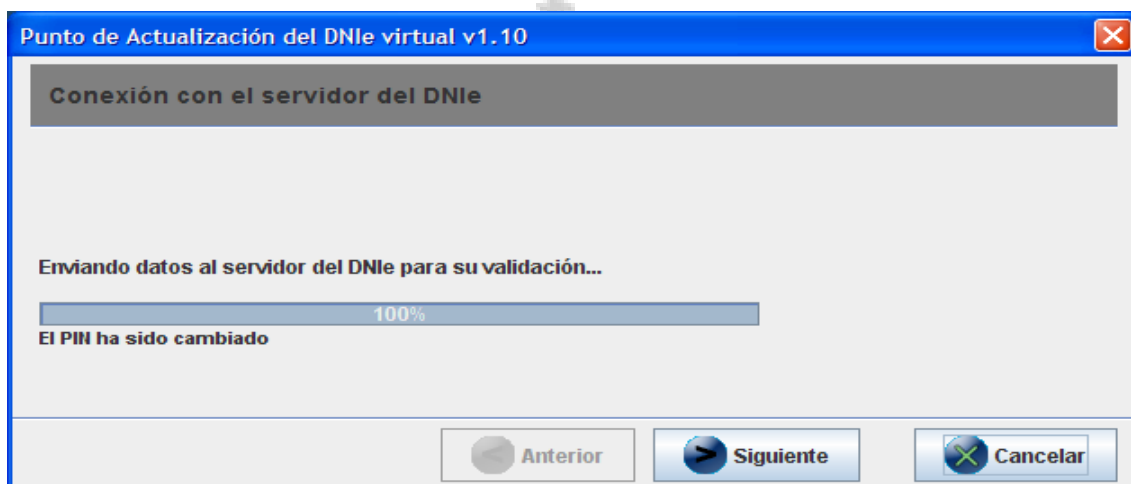 Punto de Actualización del DNIe virtual v1.10
Conexión con el servidor del DNIe
Enviando datos al servidor del DNIe para su validación...
100%
El PIN ha sido cambiado
Anterior
Siguiente
Cancelar